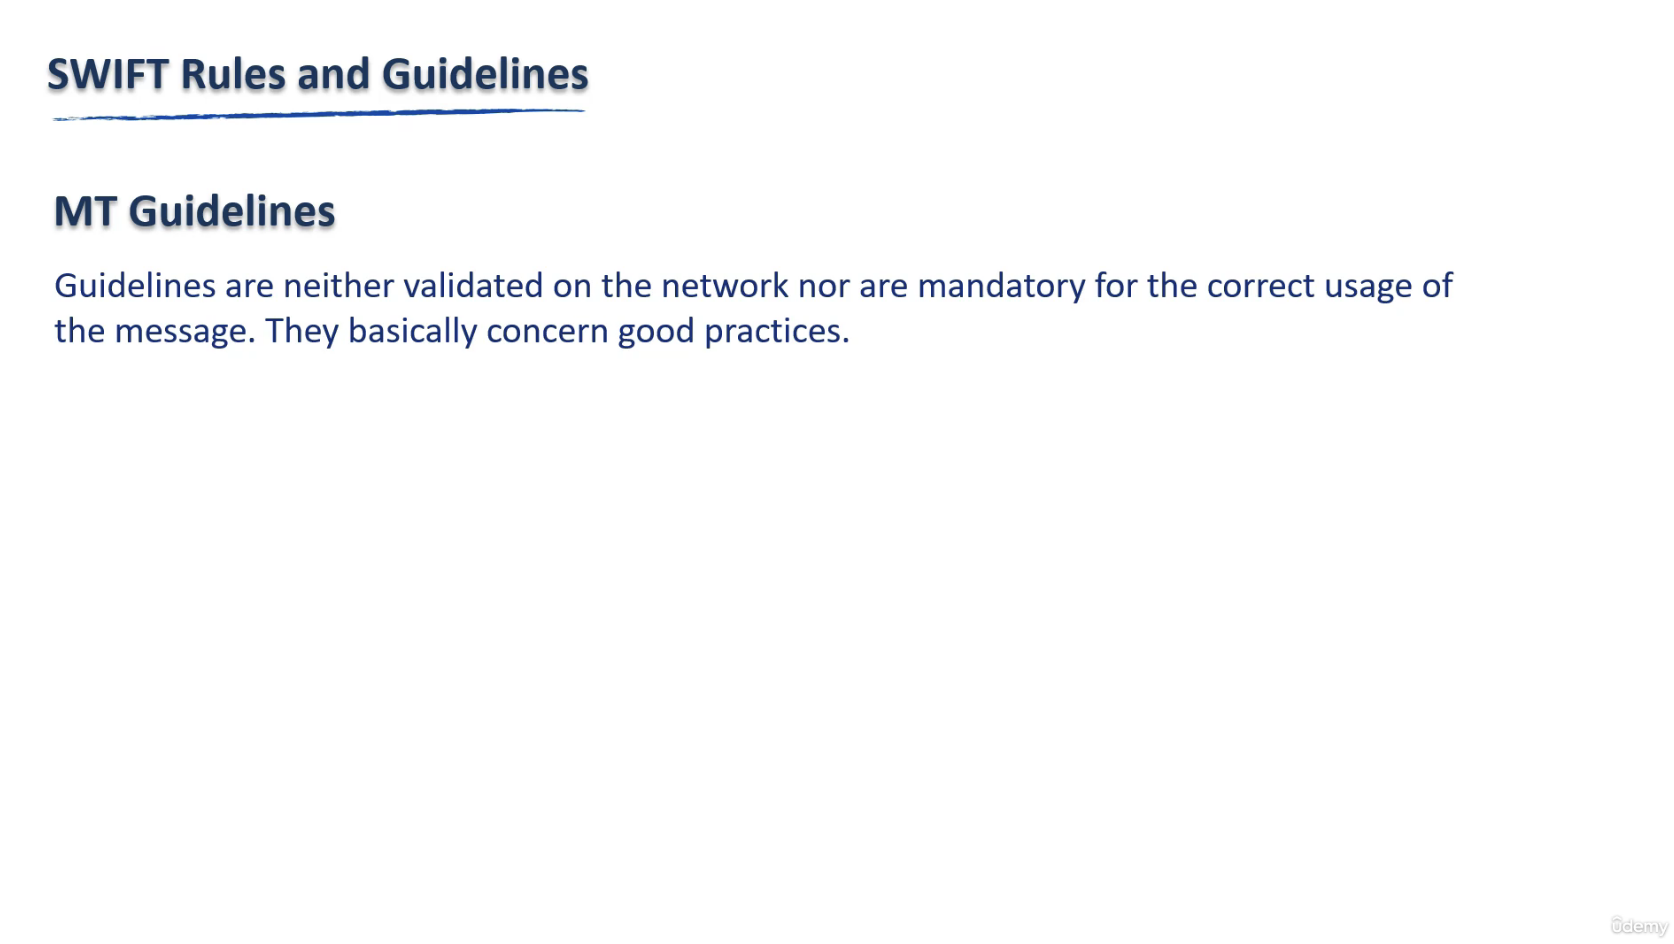 SWIFT Rules and Guidelines
MT Guidelines
Guidelines are neither validated on the network nor are mandatory for the correct usage of
the message. They basically concern good practices.
ûdemy